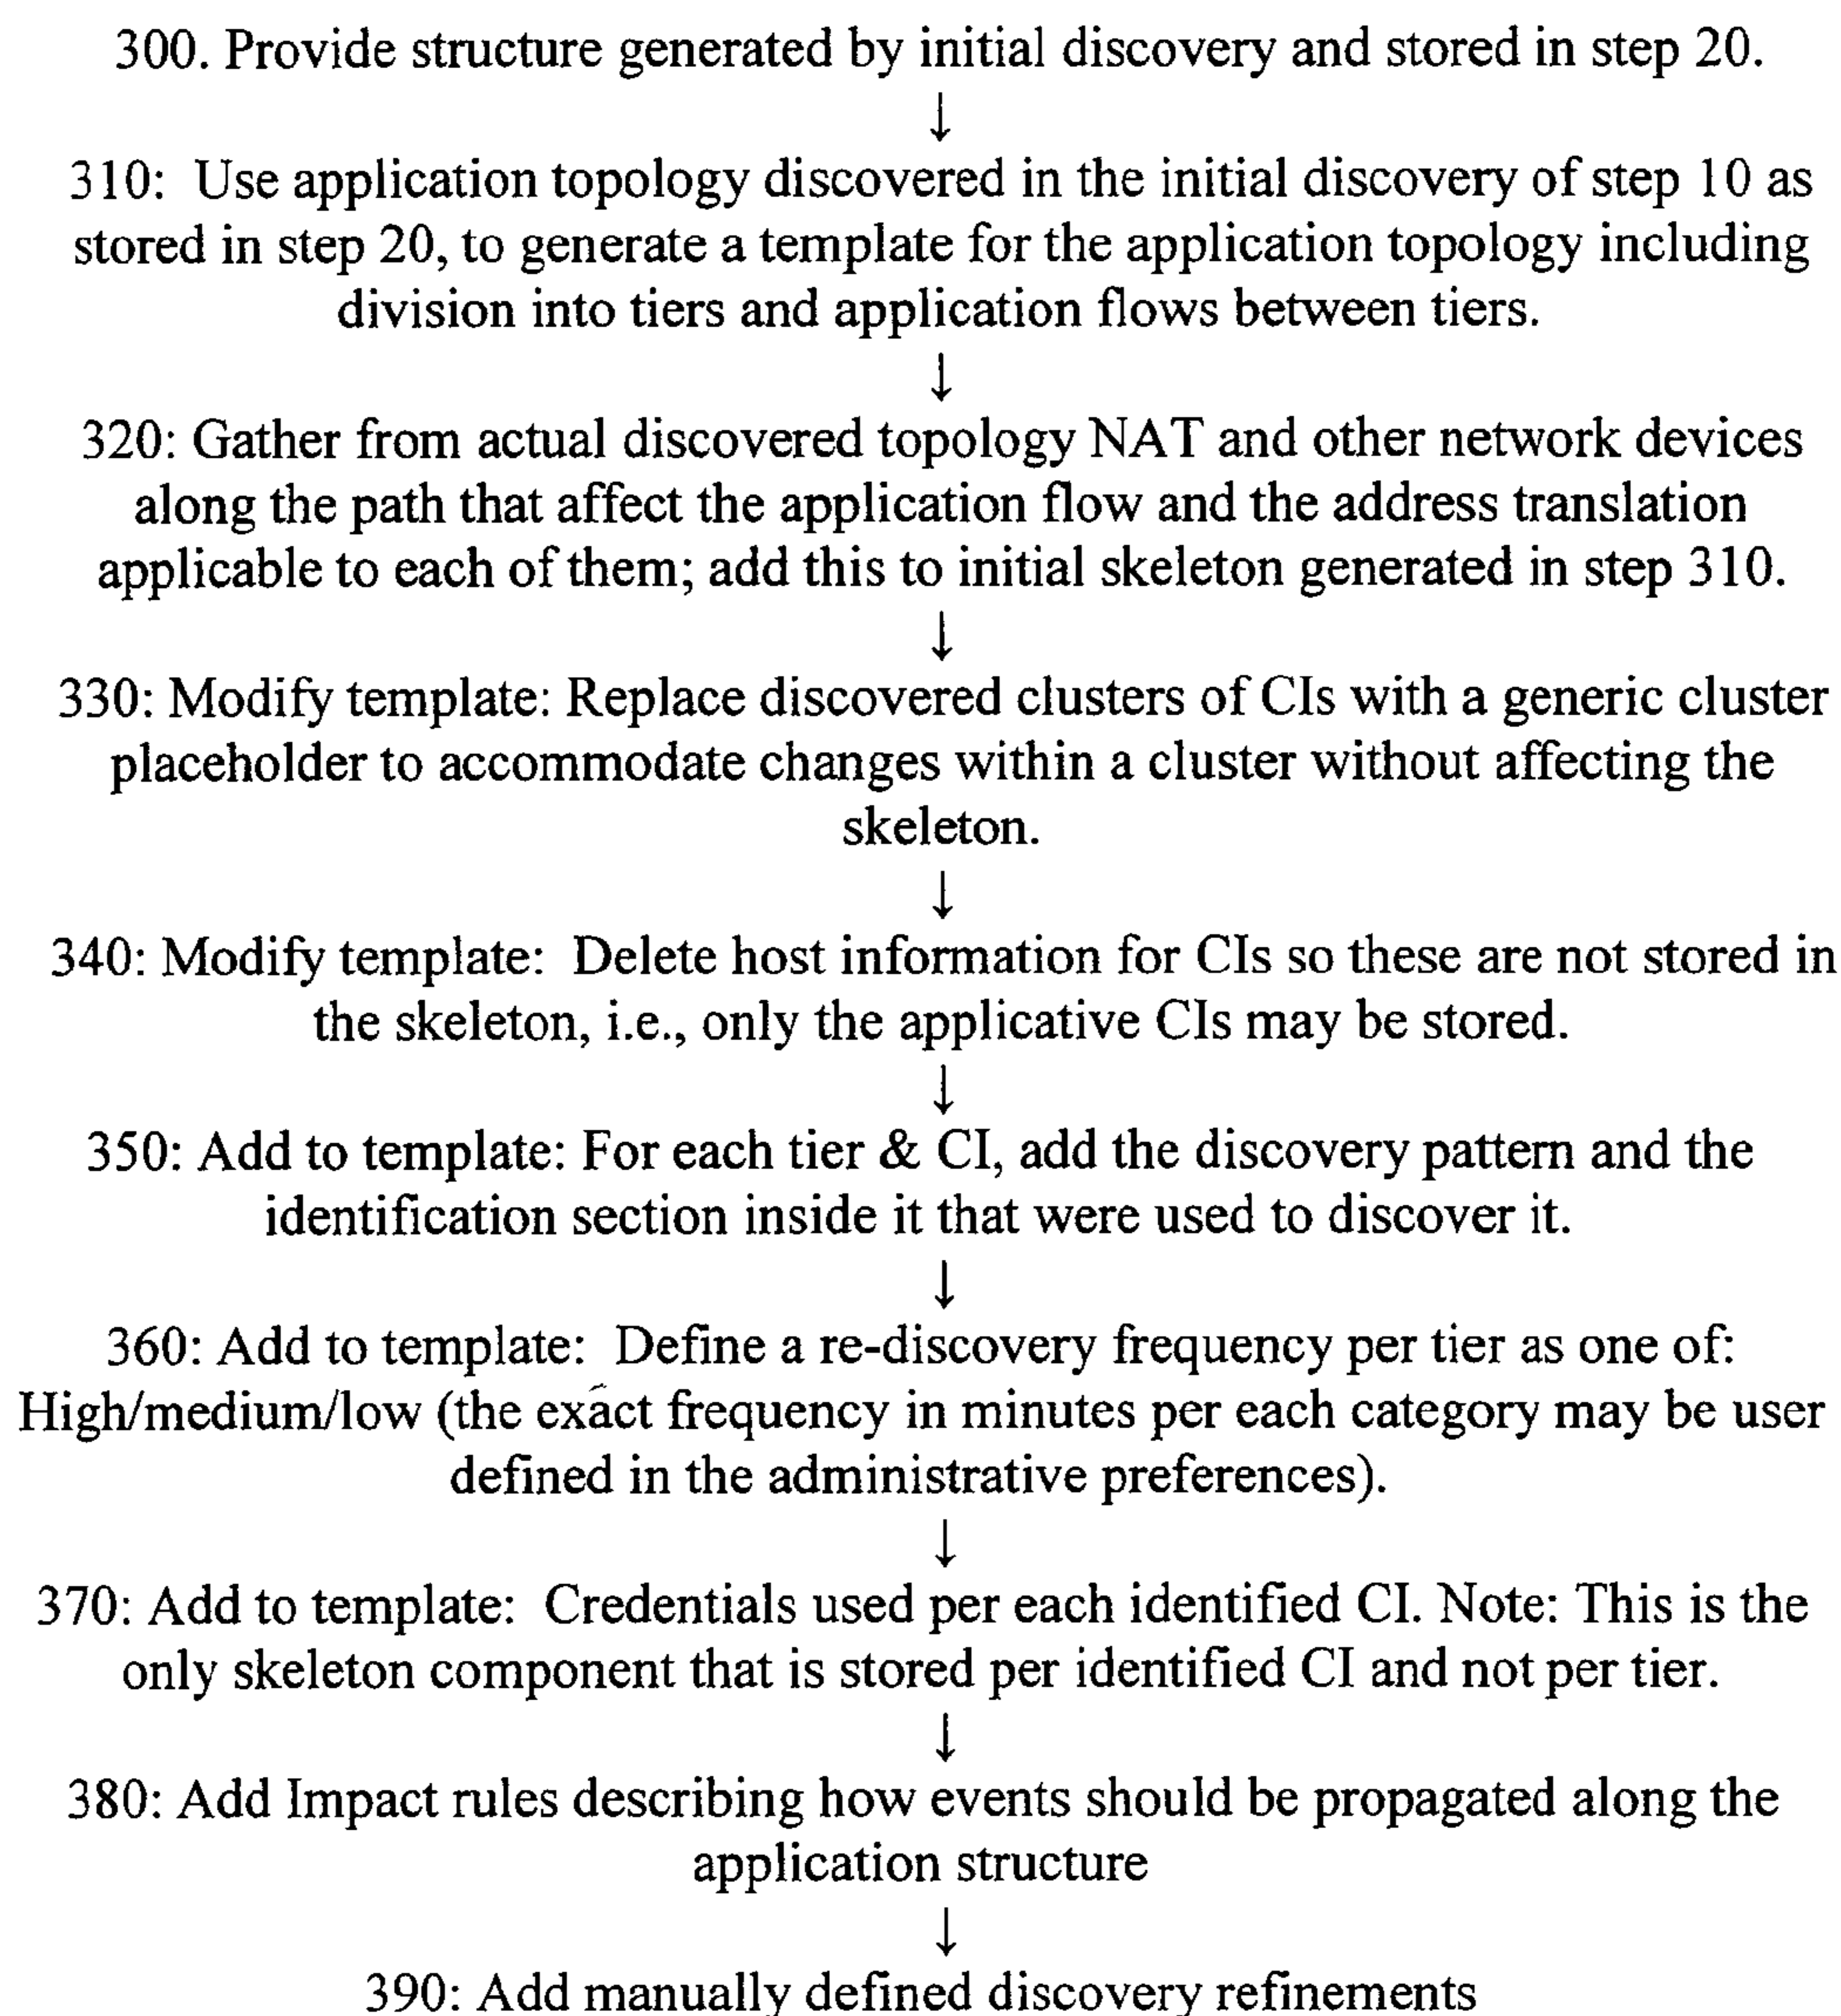 300. Provide structure generated by initial discovery and stored in step 20.
↓
310: Use application topology discovered in the initial discovery of step 10 as
stored in step 20, to generate a template for the application topology including
division into tiers and application flows between tiers.
↓
320: Gather from actual discovered topology NAT and other network devices
along the path that affect the application flow and the address translation
applicable to each of them; add this to initial skeleton generated in step 310.
↓
330: Modify template: Replace discovered clusters of CIs with a generic cluster
placeholder to accommodate changes within a cluster without affecting the
skeleton.
↓
340: Modify template: Delete host information for CIs so these are not stored in
the skeleton, i.e., only the applicative CIs may be stored.
↓
350: Add to template: For each tier & CI, add the discovery pattern and the
identification section inside it that were used to discover it.
↓
360: Add to template: Define a re-discovery frequency per tier as one of:
High/medium/low (the exact frequency in minutes per each category may be user
defined in the administrative preferences).
↓
370: Add to template: Credentials used per each identified CI. Note: This is the
only skeleton component that is stored per identified CI and not per tier.
↓
380: Add Impact rules describing how events should be propagated along the
application structure
↓
390: Add manually defined discovery refinements